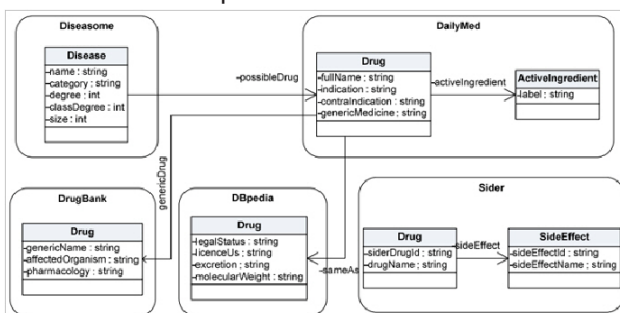 Diseasome
Disease
-name : string
-category : string
-degree : int
-classDegree : int
-size : int
-possibleDrug
DailyMed
Drug
-fullName : string
-indication : string
-contraIndication : string
-genericMedicine : string
-activeIngredient
ActiveIngredient
-label : string
genericDrug
DrugBank
Drug
-genericName : string
-affectedOrganism : string
-pharmacology : string
DBpedia
Drug
-legalStatus : string
-licenceUs : string
-excretion : string
-molecularWeight : string
-sameAs
Sider
Drug
-siderDrugId : string
-drugName : string
-sideEffect
SideEffect
-sideEffectId : string
-sideEffectName : string